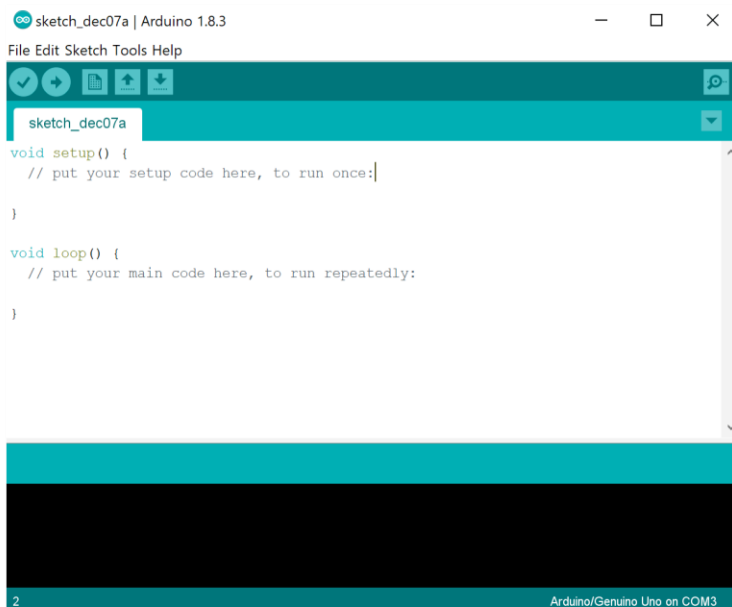 sketch_dec07a | Arduino 1.8.3
File Edit Sketch Tools Help
sketch_dec07a
void setup() {
  // put your setup code here, to run once:
}
void loop() {
  // put your main code here, to run repeatedly:
}
2
Arduino/Genuino Uno on COM3